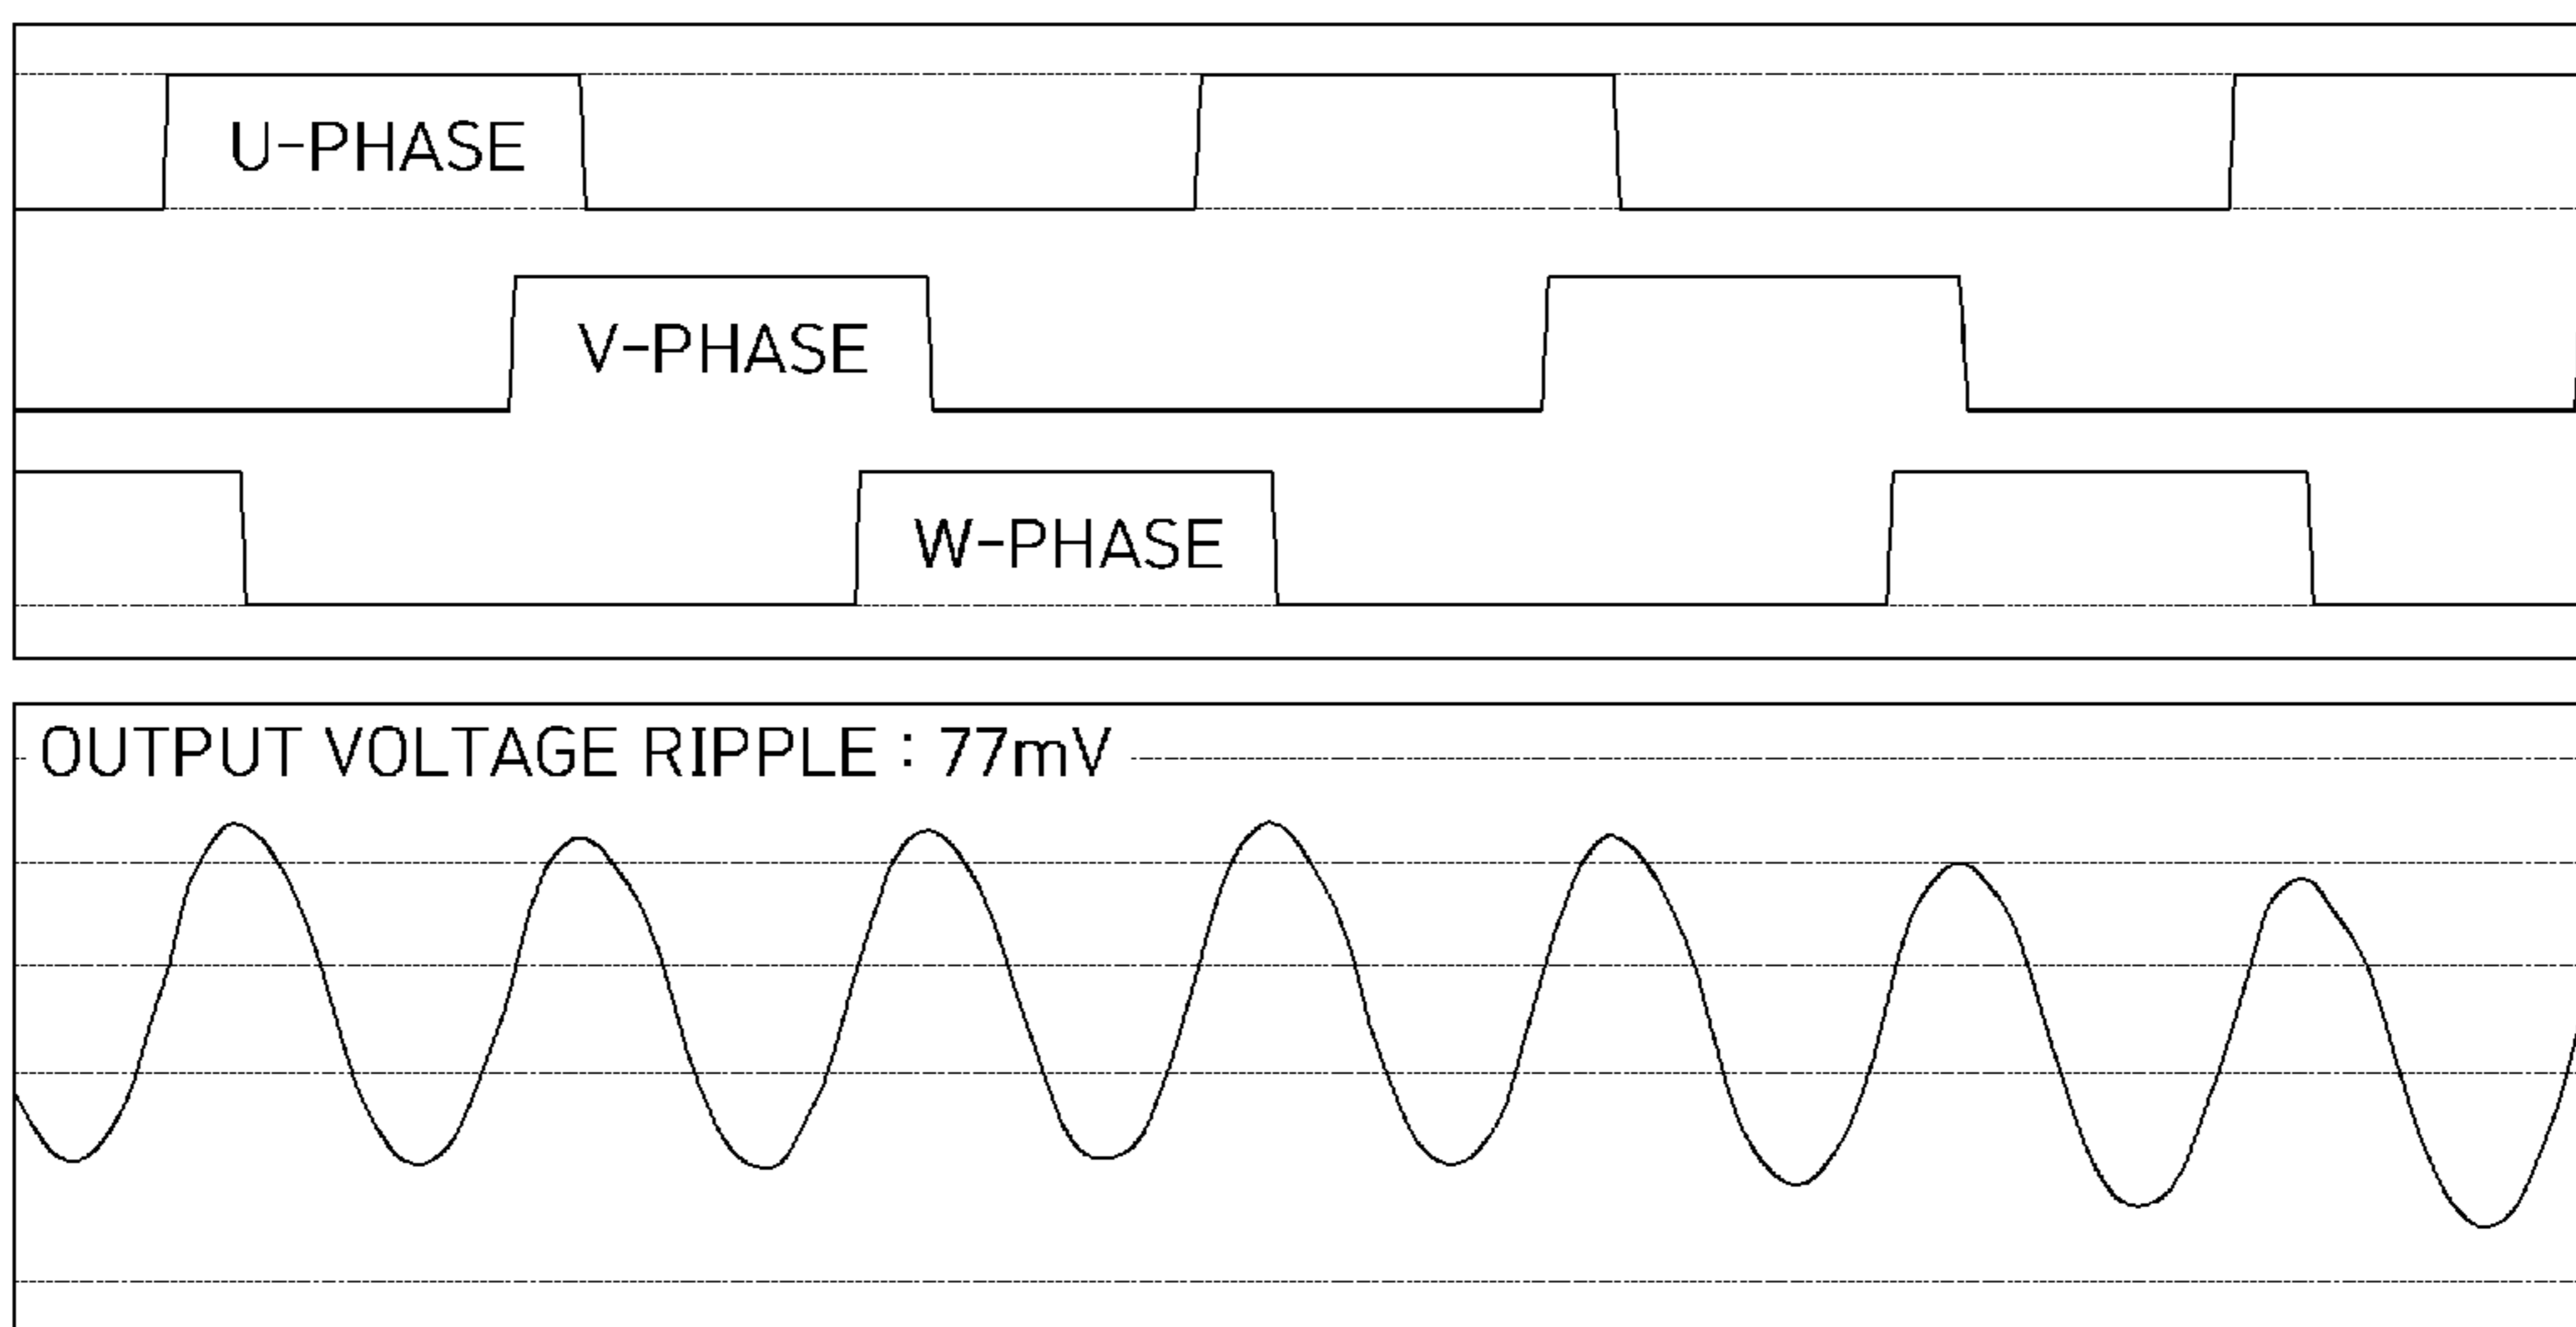 U-PHASE
V-PHASE
W-PHASE
OUTPUT VOLTAGE RIPPLE : 77mV